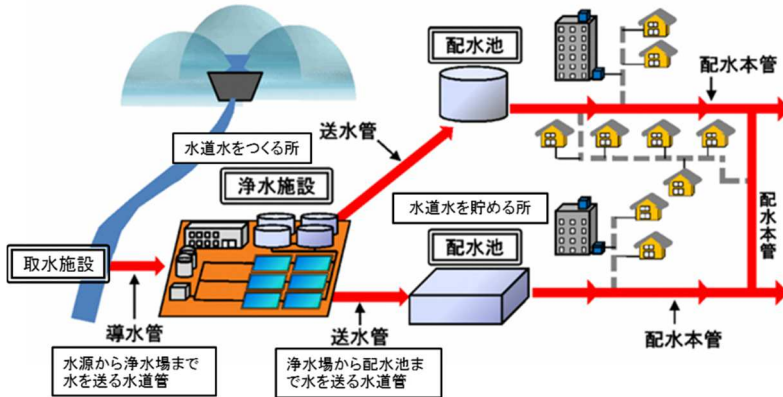 配水池
配水本管
送水管
水道水をつくる所
浄水施設
水道水を貯める所
配水池
配水本管
取水施設
導水管
送水管
配水本管
水源から浄水場まで
水を送る水道管
浄水場から配水池ま
で水を送る水道管